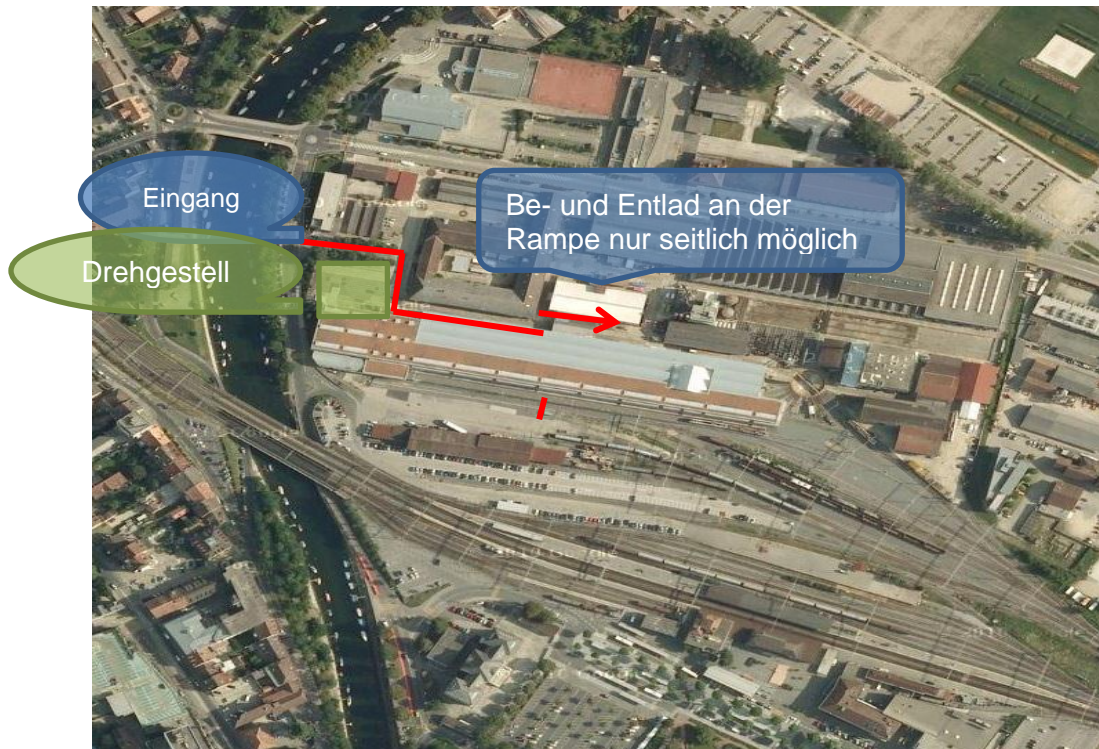 Eingang
Be- und Entlad an der
Rampe nur seitlich möglich
Drehgestell